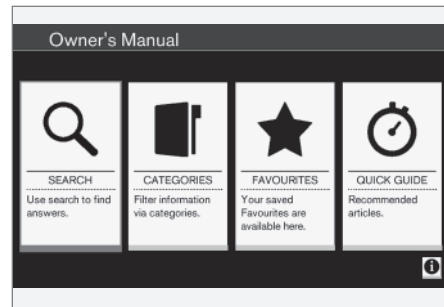 Owner's Manual
SEARCH
Use search to find
answers.
CATEGORIES
Filter information
via categories.
FAVOURITES
Your saved
Favourites are
available here.
QUICK GUIDE
Recommended
articles.